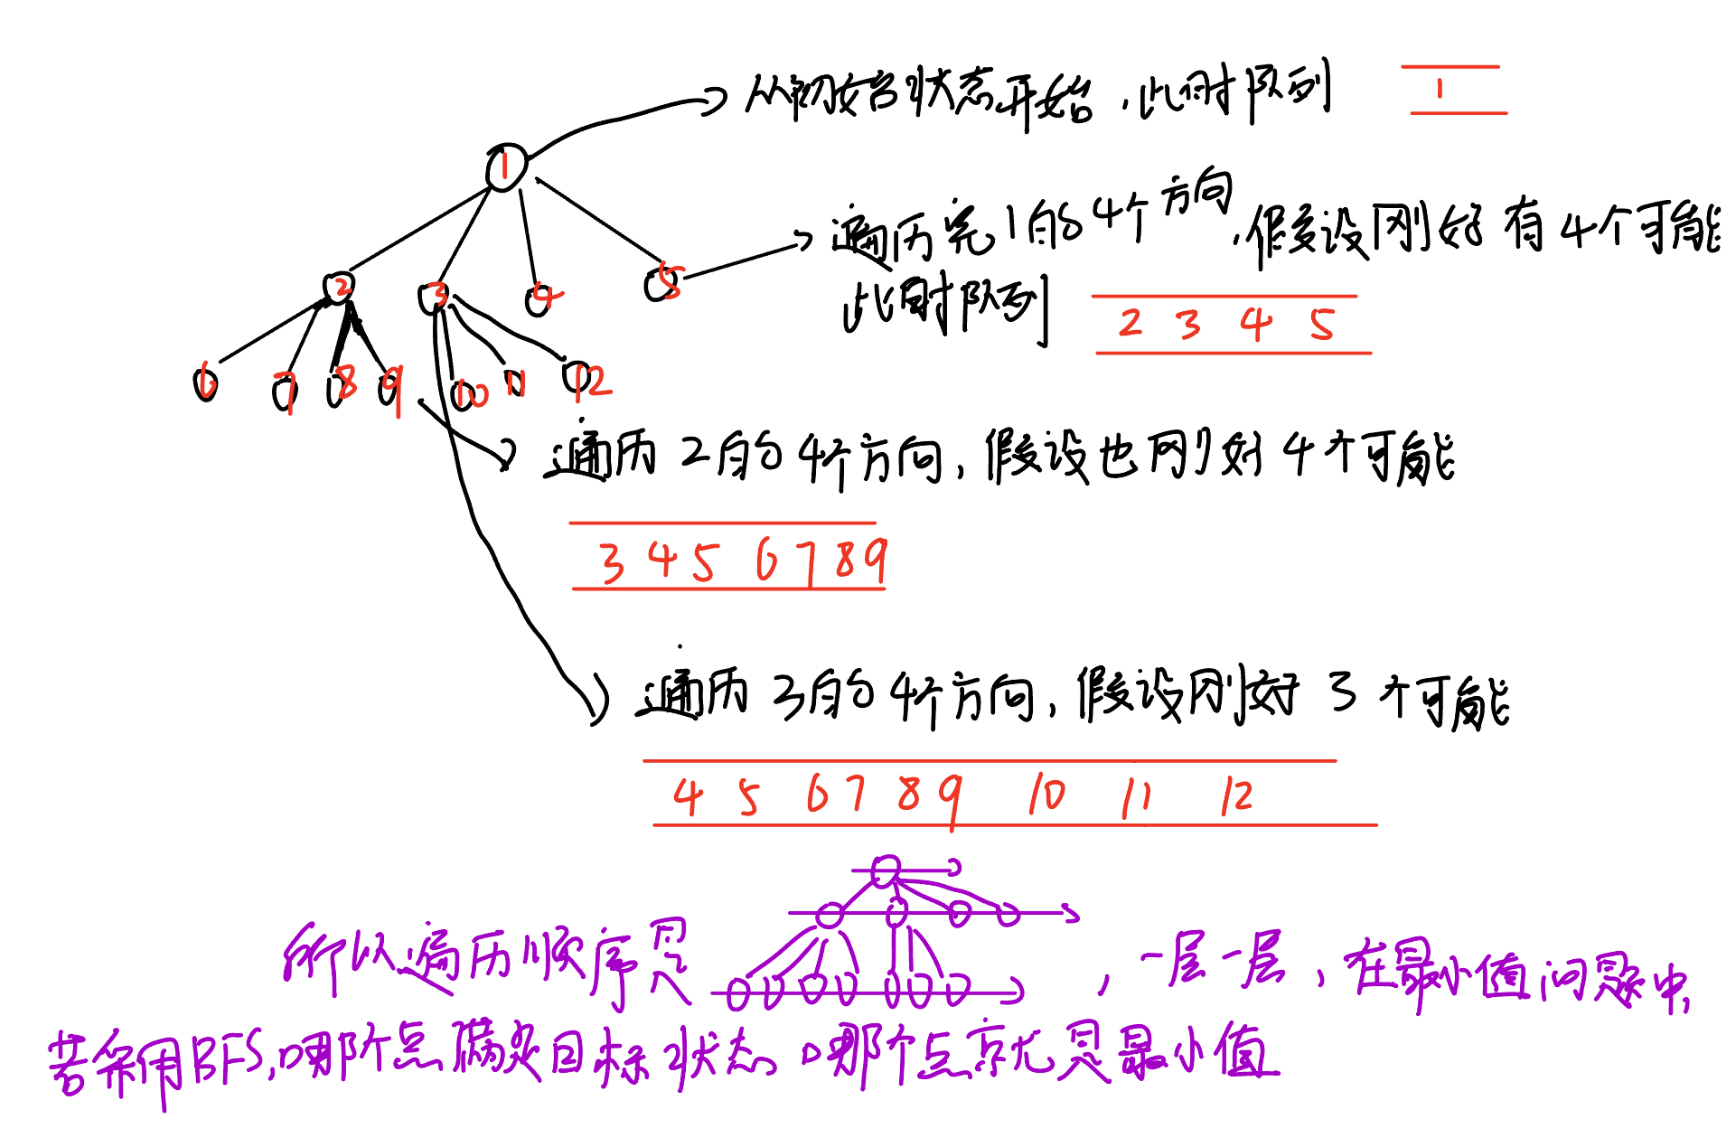 从初始状态开始,此时队列 1
1
遍历完1的4个方向,假设刚好有4个可能
2 3 4 5
此时队列 2 3 4 5
6 7 8 9 10 11 12
遍历2的4个方向,假设也刚好4个可能
3 4 5 6 7 8 9
遍历3的4个方向,假设刚好3个可能
4 5 6 7 8 9 10 11 12
所以遍历顺序是 ,一层一层,在最小值问题中,
若采用BFS,哪个点满足目标状态。哪个点就是最小值